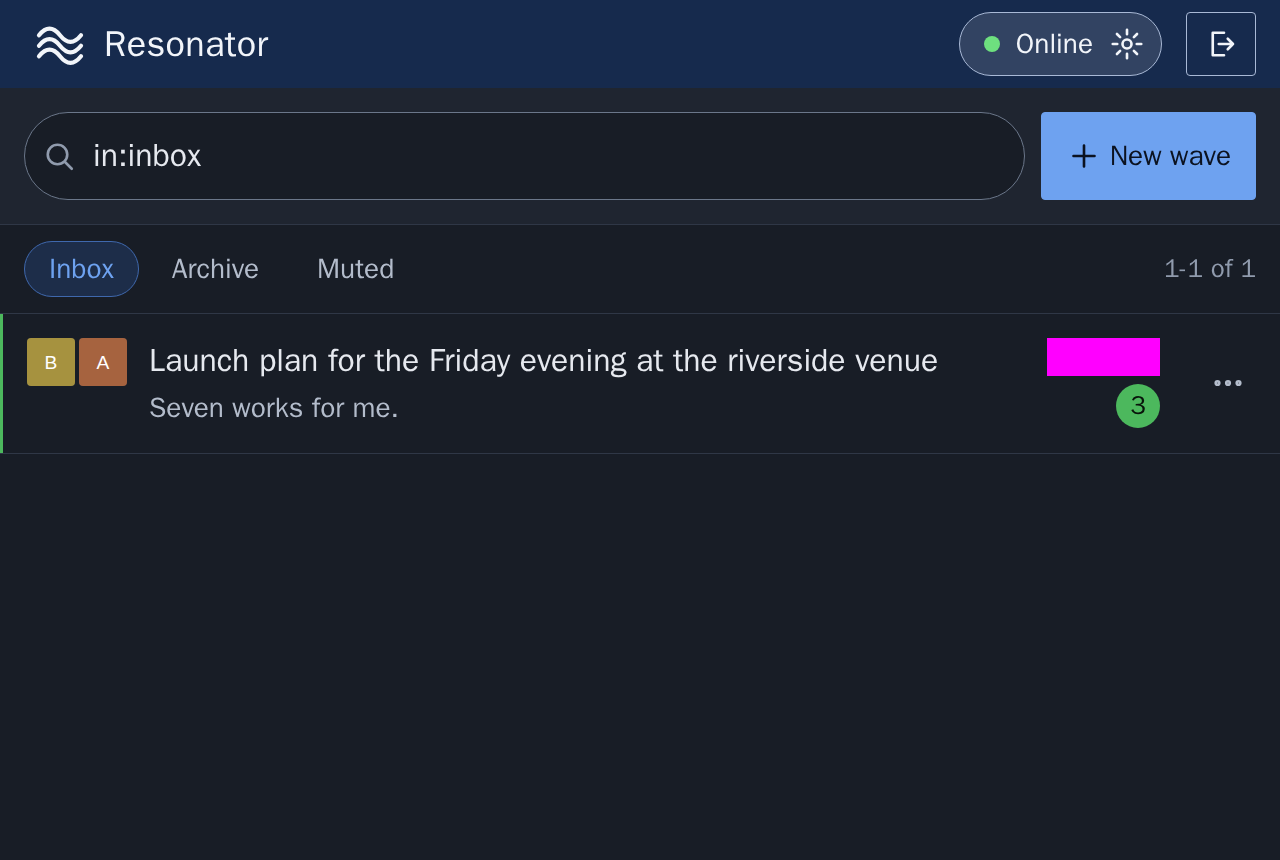 Resonator
Online
in:inbox
New wave
Inbox
Archive
Muted
1-1 of 1
B
A
Launch plan for the Friday evening at the riverside venue
Seven works for me.
3